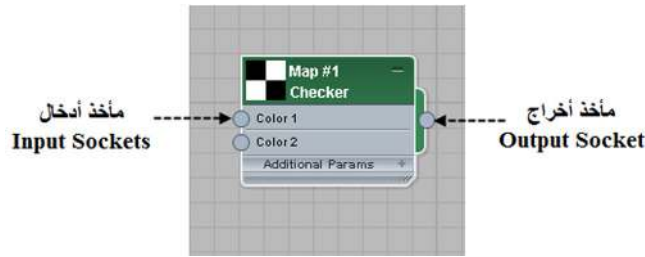 Map #1
Checker
مأخذ أدخال
Input Sockets
Color 1
Color 2
Additional Params
مأخذ أخراج
Output Socket